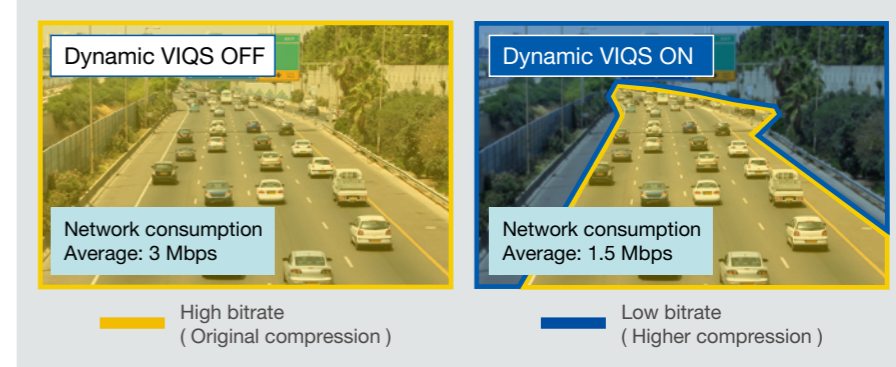 Dynamic VIQS OFF
Network consumption
Average: 3 Mbps
Dynamic VIQS ON
Network consumption
Average: 1.5 Mbps
High bitrate
( Original compression )
Low bitrate
( Higher compression )